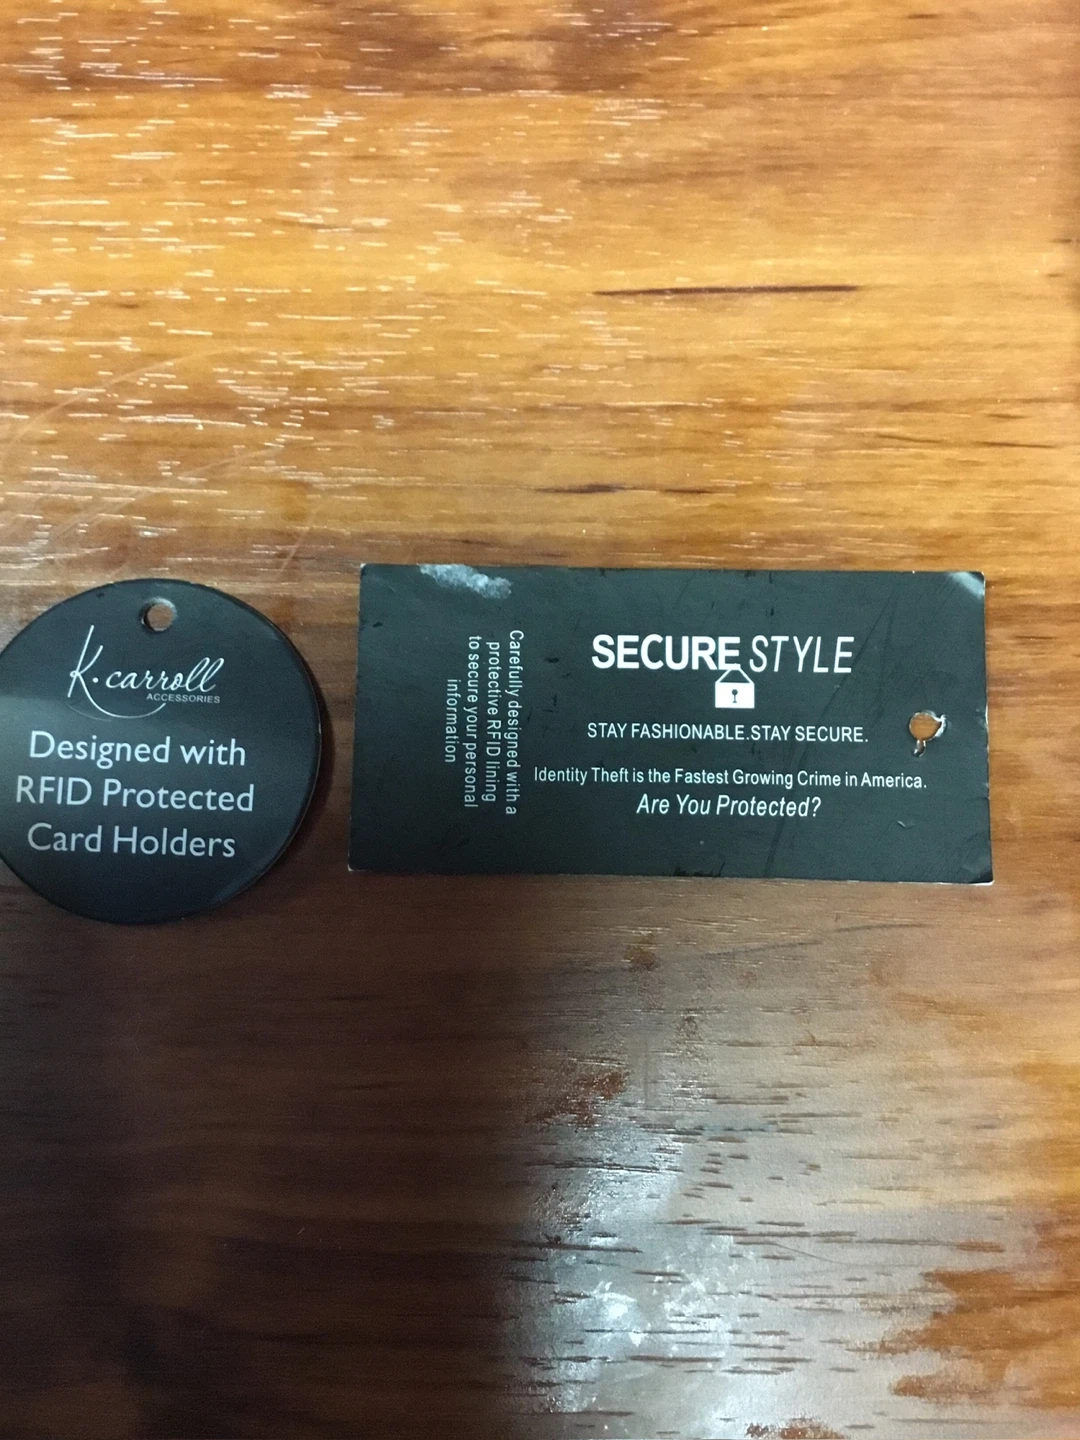 K·carroll
ACCESSORIES
Designed with
RFID Protected
Card Holders
Carefully designed with a
protective RFID lining
to secure your personal
information
SECURE STYLE
STAY FASHIONABLE.STAY SECURE.
Identity Theft is the Fastest Growing Crime in America.
Are You Protected?